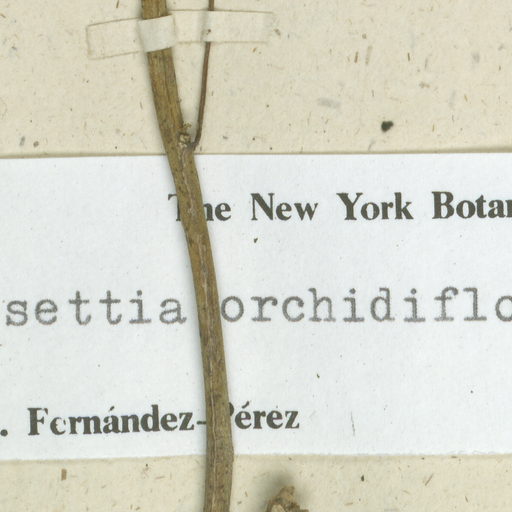 The New York Botan
settia orchidiflo
. Fernández-Pérez